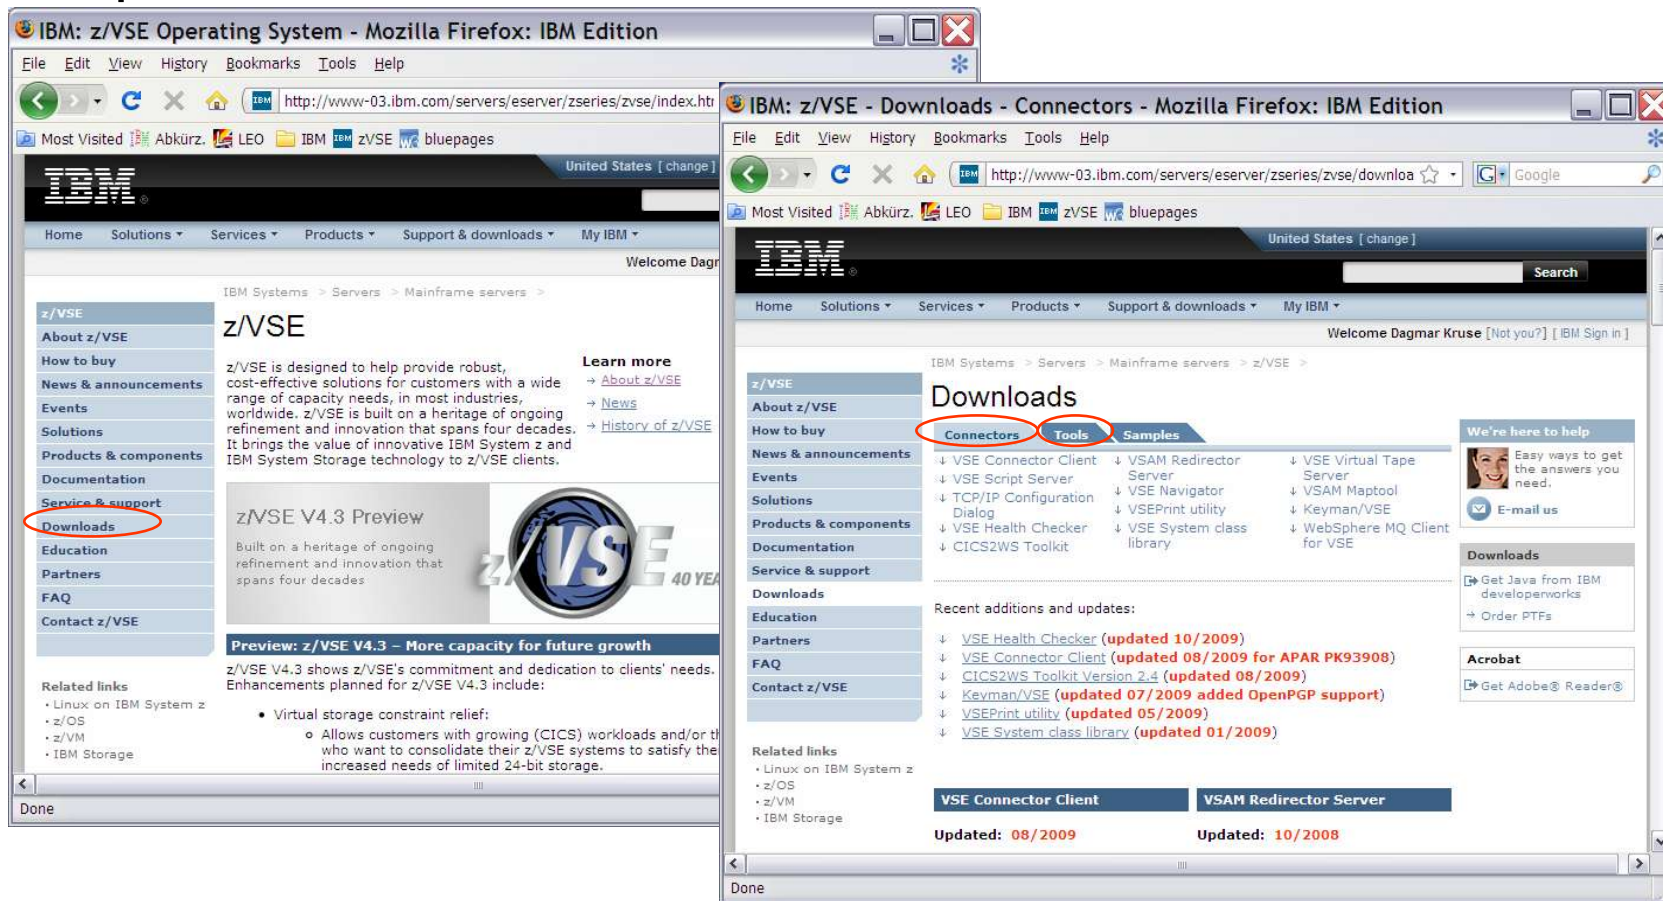 IBM: z/VSE Operating System - Mozilla Firefox: IBM Edition
File Edit View History Bookmarks Tools Help
http://www-03.ibm.com/servers/eserver/zseries/zvse/index.htr
Most Visited Abkürz. LEO IBM zVSE bluepages
United States [ change ]
IBM
Home Solutions Services Products Support & downloads My IBM
Welcome Dagr
IBM Systems > Servers > Mainframe servers >
z/VSE
About z/VSE
How to buy
News & announcements
Events
Solutions
Products & components
Documentation
Service & support
Downloads
Education
Partners
FAQ
Contact z/VSE
Related links
Linux on IBM System z
z/OS
z/VM
IBM Storage
z/VSE
z/VSE is designed to help provide robust,
cost-effective solutions for customers with a wide
range of capacity needs, in most industries,
worldwide. z/VSE is built on a heritage of ongoing
refinement and innovation that spans four decades.
It brings the value of innovative IBM System z and
IBM System Storage technology to z/VSE clients.
Learn more
About z/VSE
News
History of z/VSE
z/VSE V4.3 Preview
Built on a heritage of ongoing
refinement and innovation that
spans four decades
z/VSE
40 YEA
Preview: z/VSE V4.3 – More capacity for future growth
z/VSE V4.3 shows z/VSE's commitment and dedication to clients' needs.
Enhancements planned for z/VSE V4.3 include:
• Virtual storage constraint relief:
o Allows customers with growing (CICS) workloads and/or th
who want to consolidate their z/VSE systems to satisfy the
increased needs of limited 24-bit storage.
Done
IBM: z/VSE - Downloads - Connectors - Mozilla Firefox: IBM Edition
File Edit View History Bookmarks Tools Help
http://www-03.ibm.com/servers/eserver/zseries/zvse/downloa
Google
Most Visited Abkürz. LEO IBM zVSE bluepages
United States [ change ]
IBM
Search
Home Solutions Services Products Support & downloads My IBM
Welcome Dagmar Kruse [Not you?] [ IBM Sign in ]
IBM Systems > Servers > Mainframe servers > z/VSE >
z/VSE
About z/VSE
How to buy
News & announcements
Events
Solutions
Products & components
Documentation
Service & support
Downloads
Education
Partners
FAQ
Contact z/VSE
Related links
Linux on IBM System z
z/OS
z/VM
IBM Storage
Downloads
Connectors Tools Samples
VSE Connector Client
VSE Script Server
TCP/IP Configuration
Dialog
VSE Health Checker
CICS2WS Toolkit
VSAM Redirector
Server
VSE Navigator
VSEPrint utility
VSE System class
library
VSE Virtual Tape
Server
VSAM Maptool
Keyman/VSE
WebSphere MQ Client
for VSE
Recent additions and updates:
VSE Health Checker (updated 10/2009)
VSE Connector Client (updated 08/2009 for APAR PK93908)
CICS2WS Toolkit Version 2.4 (updated 08/2009)
Keyman/VSE (updated 07/2009 added OpenPGP support)
VSEPrint utility (updated 05/2009)
VSE System class library (updated 01/2009)
VSE Connector Client
Updated: 08/2009
VSAM Redirector Server
Updated: 10/2008
We're here to help
Easy ways to get
the answers you
need.
E-mail us
Downloads
Get Java from IBM
developerworks
Order PTFs
Acrobat
Get Adobe® Reader®
Done